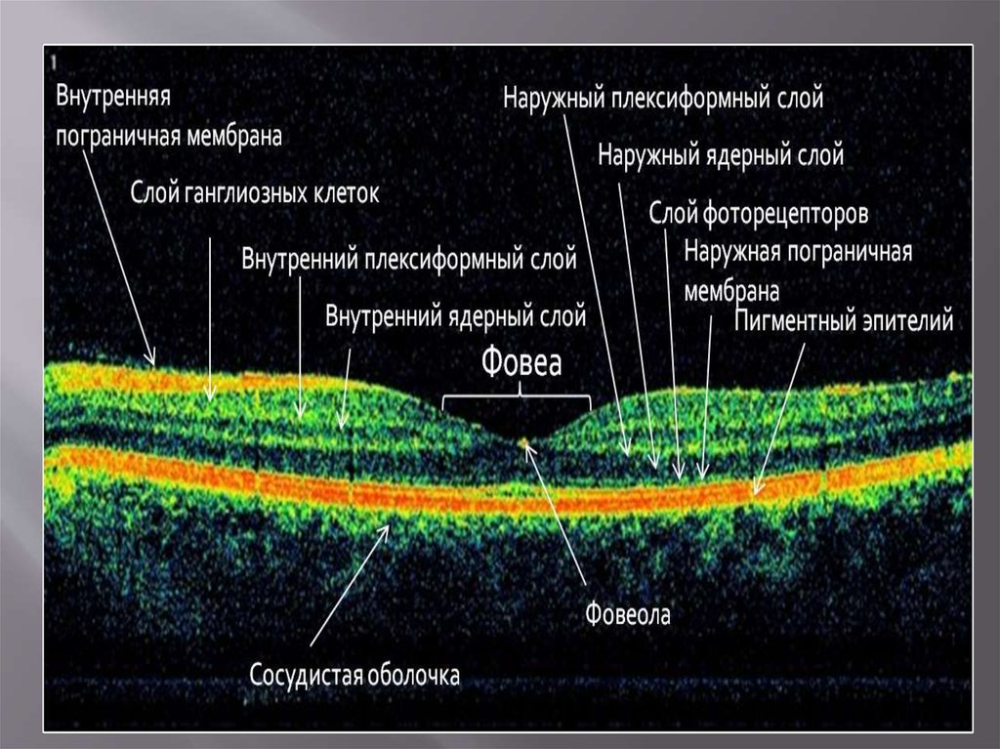 1
Внутренняя
пограничная мембрана
Слой ганглиозных клеток
Внутренний плексиформный слой
Внутренний ядерный слой
Фовеа
Наружный плексиформный слой
Наружный ядерный слой
Слой фоторецепторов
Наружная пограничная
мембрана
Пигментный эпителий
Фовеола
Сосудистая оболочка